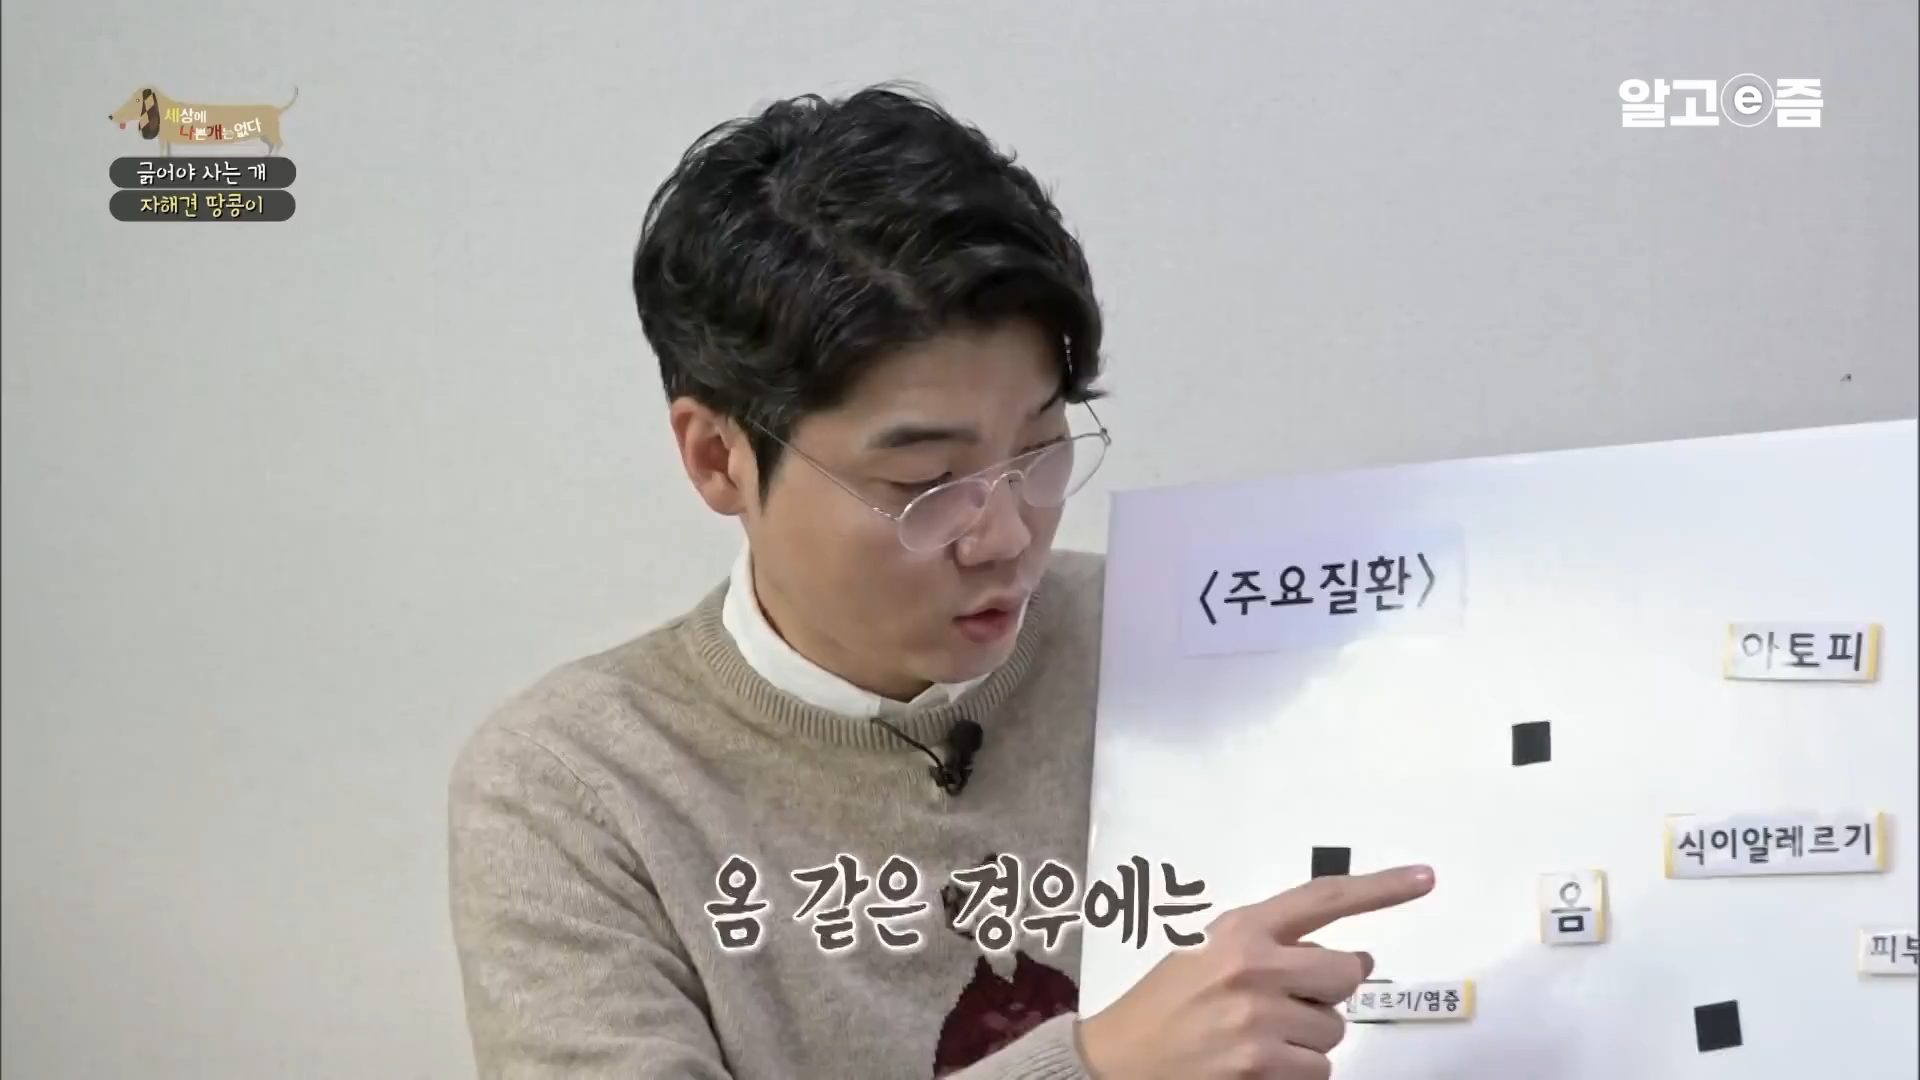 세상에
나쁜개는없다
긁어야 사는 개
자해견 땅콩이
알고e즘
<주요질환>
아토피
식이알레르기
옴
피부
알레르기/염증
옴 같은 경우에는